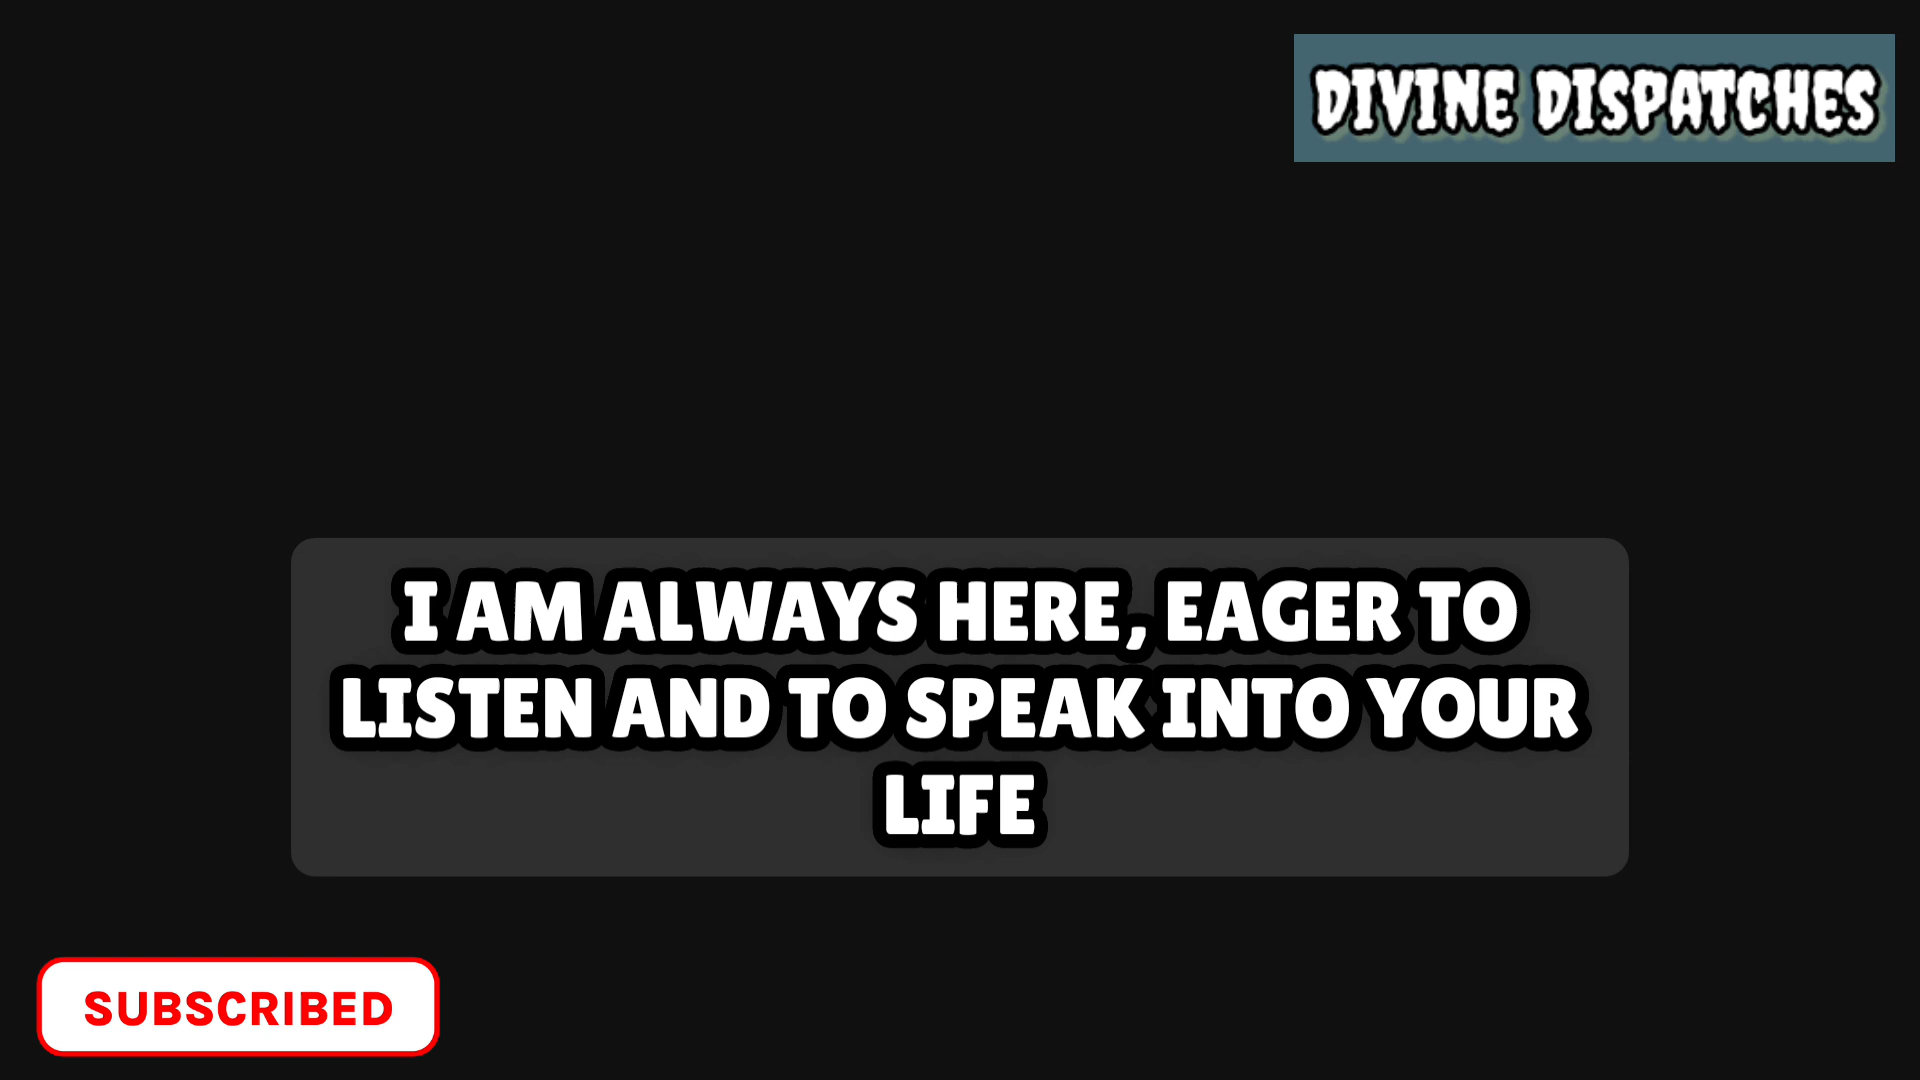 DIVINE DISPATCHES
I AM ALWAYS HERE, EAGER TO
LISTEN AND TO SPEAK INTO YOUR
LIFE
SUBSCRIBED